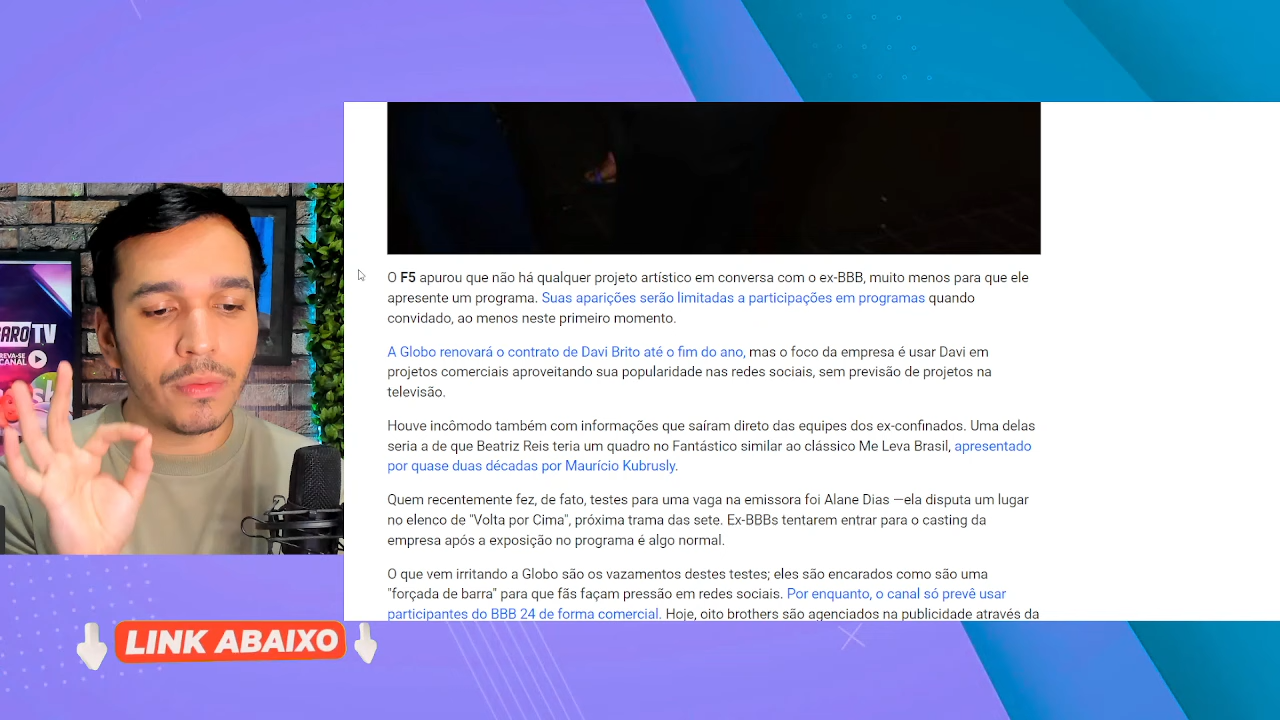 ARO TV
REVA-SE
CANAL
O F5 apurou que não há qualquer projeto artístico em conversa com o ex-BBB, muito menos para que ele
apresente um programa. Suas aparições serão limitadas a participações em programas quando
convidado, ao menos neste primeiro momento.
A Globo renovará o contrato de Davi Brito até o fim do ano, mas o foco da empresa é usar Davi em
projetos comerciais aproveitando sua popularidade nas redes sociais, sem previsão de projetos na
televisão.
Houve incômodo também com informações que saíram direto das equipes dos ex-confinados. Uma delas
seria a de que Beatriz Reis teria um quadro no Fantástico similar ao clássico Me Leva Brasil, apresentado
por quase duas décadas por Maurício Kubrusly.
Quem recentemente fez, de fato, testes para uma vaga na emissora foi Alane Dias —ela disputa um lugar
no elenco de "Volta por Cima", próxima trama das sete. Ex-BBBs tentarem entrar para o casting da
empresa após a exposição no programa é algo normal.
O que vem irritando a Globo são os vazamentos destes testes; eles são encarados como são uma
"forçada de barra" para que fãs façam pressão em redes sociais. Por enquanto, o canal só prevê usar
participantes do BBB 24 de forma comercial. Hoje, oito brothers são agenciados na publicidade através da
LINK ABAIXO